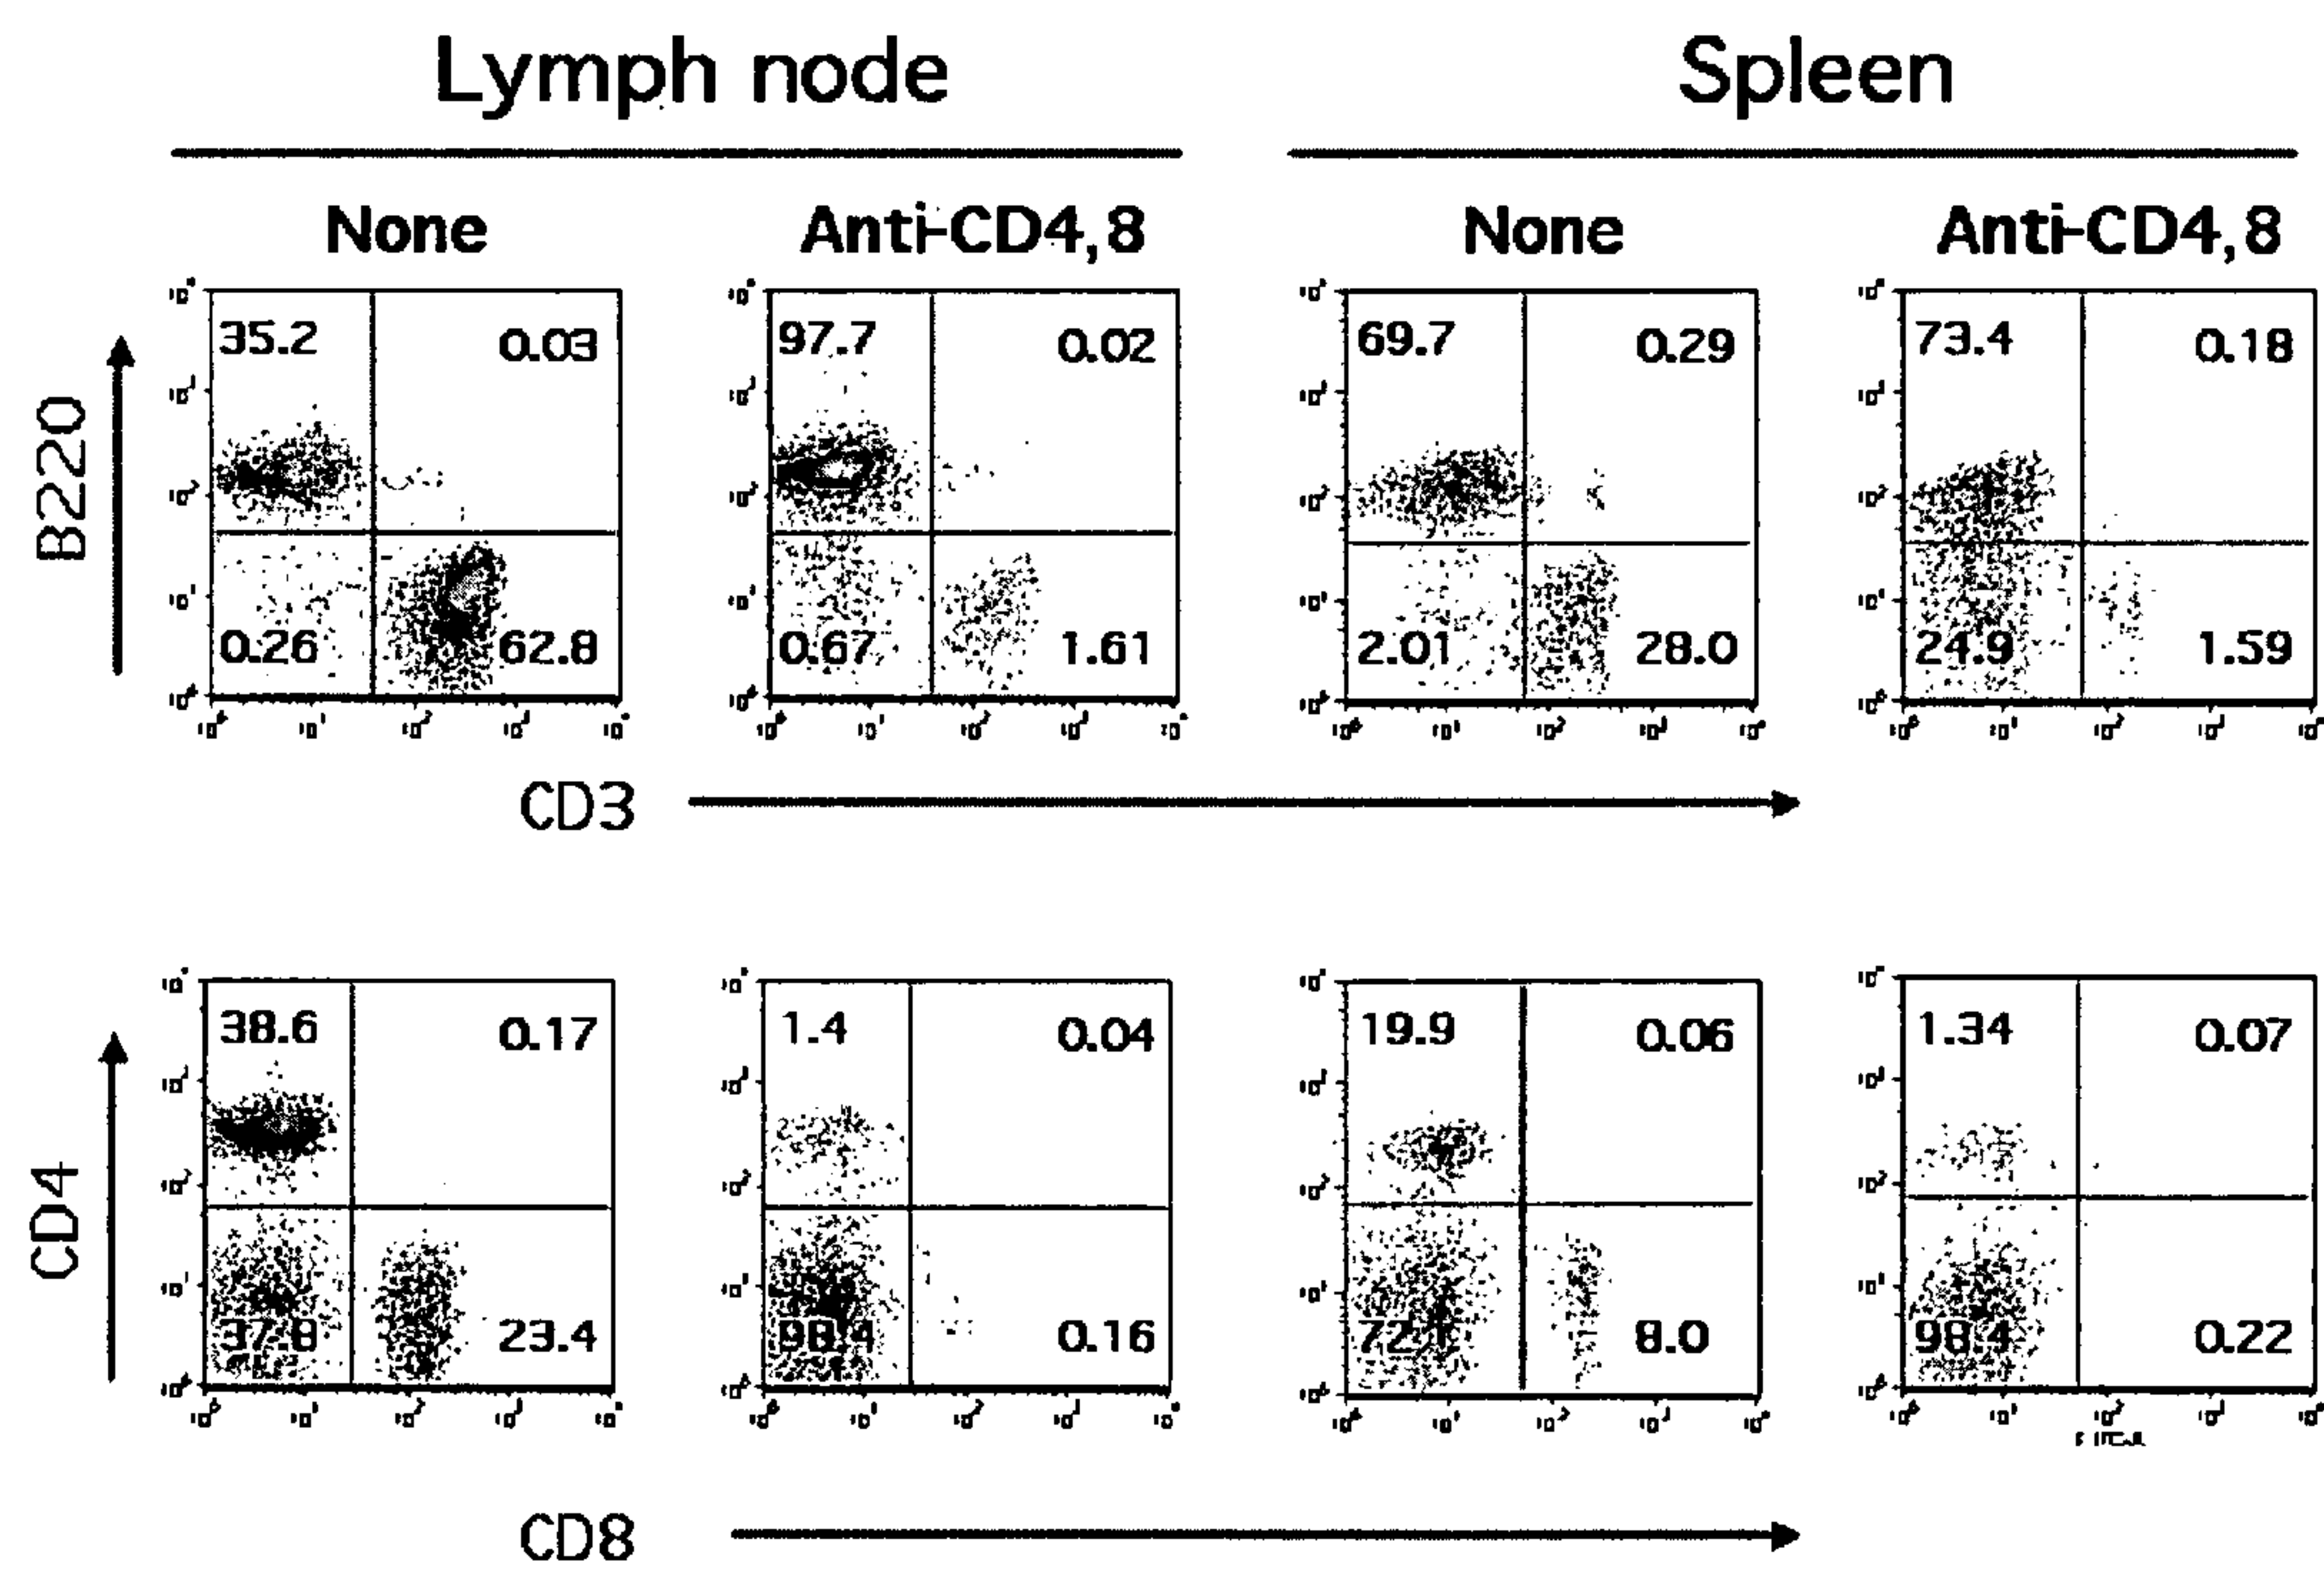 Lymph node Spleen
None Anti-CD4,8 None Anti-CD4,8
B220
35.2 0.03 97.7 0.02 69.7 0.29 73.4 0.18
0.26 62.8 0.67 1.61 2.01 28.0 24.9 1.59
CD3
CD4
38.6 0.17 1.4 0.04 19.9 0.06 1.34 0.07
37.8 23.4 98.4 0.16 72.1 8.0 98.4 0.22
CD8